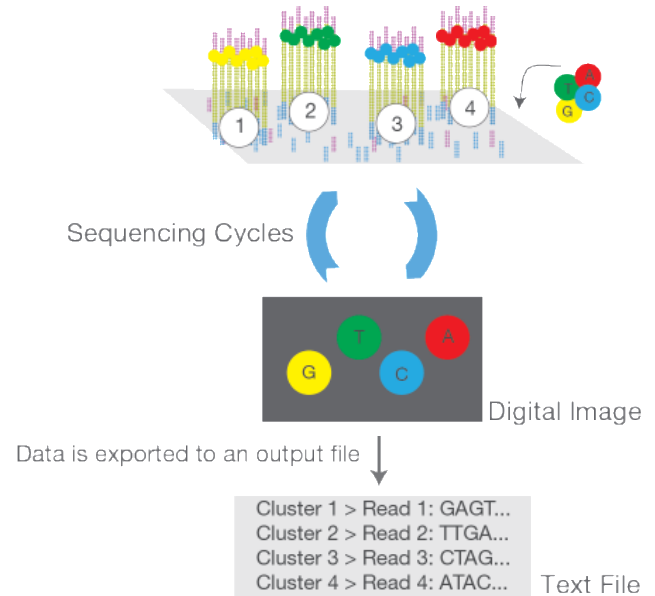 1
2
3
4
A
T
C
G
Sequencing Cycles
T
A
G
C
Digital Image
Data is exported to an output file
Cluster 1 > Read 1: GAGT...
Cluster 2 > Read 2: TTGA...
Cluster 3 > Read 3: CTAG...
Cluster 4 > Read 4: ATAC...
Text File